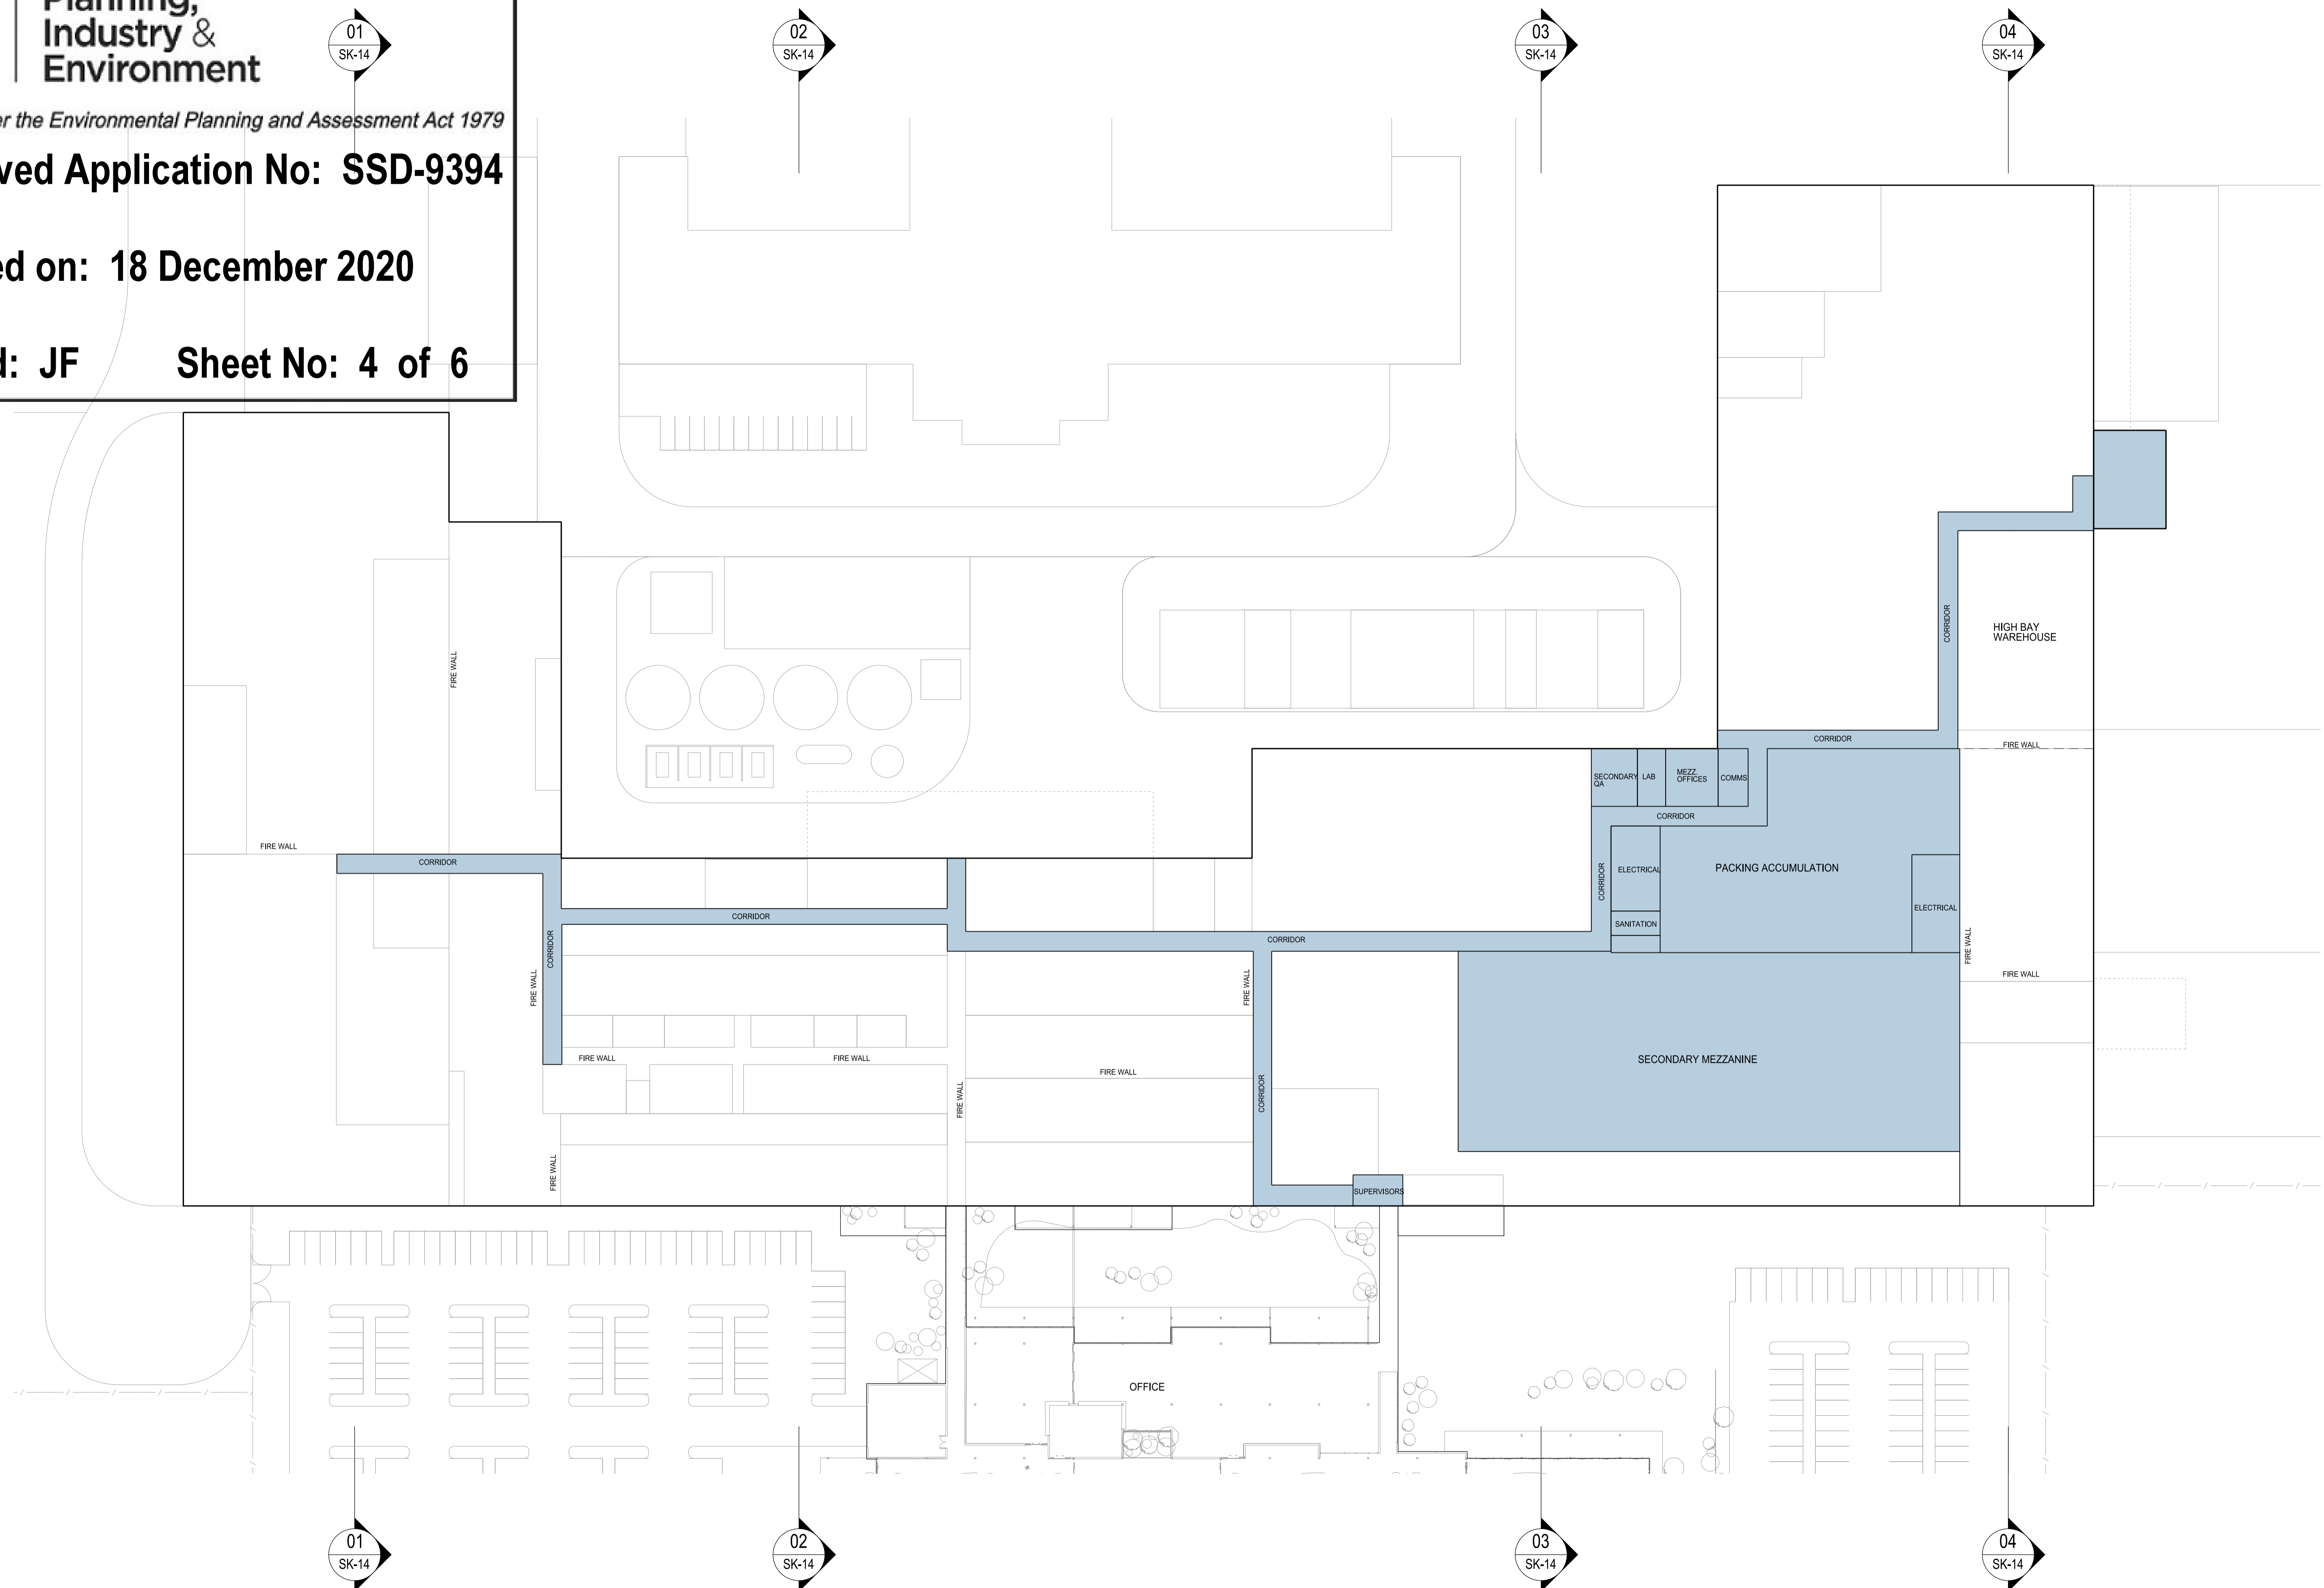 Planning,
Industry &
Environment
er the Environmental Planning and Assessment Act 1979
ved Application No: SSD-9394
ed on: 18 December 2020
d: JF Sheet No: 4 of 6
01
SK-14
02
SK-14
03
SK-14
04
SK-14
CORRIDOR
HIGH BAY
WAREHOUSE
FIRE WALL
CORRIDOR
FIRE WALL
SECONDARY
QA
LAB
MEZZ.
OFFICES
COMMS
CORRIDOR
FIRE WALL
CORRIDOR
ELECTRICAL
PACKING ACCUMULATION
CORRIDOR
ELECTRICAL
CORRIDOR
SANITATION
CORRIDOR
CORRIDOR
FIRE WALL
FIRE WALL
FIRE WALL
FIRE WALL
FIRE WALL
FIRE WALL
SECONDARY MEZZANINE
FIRE WALL
FIRE WALL
CORRIDOR
FIRE WALL
FIRE WALL
SUPERVISORS
OFFICE
01
SK-14
02
SK-14
03
SK-14
04
SK-14